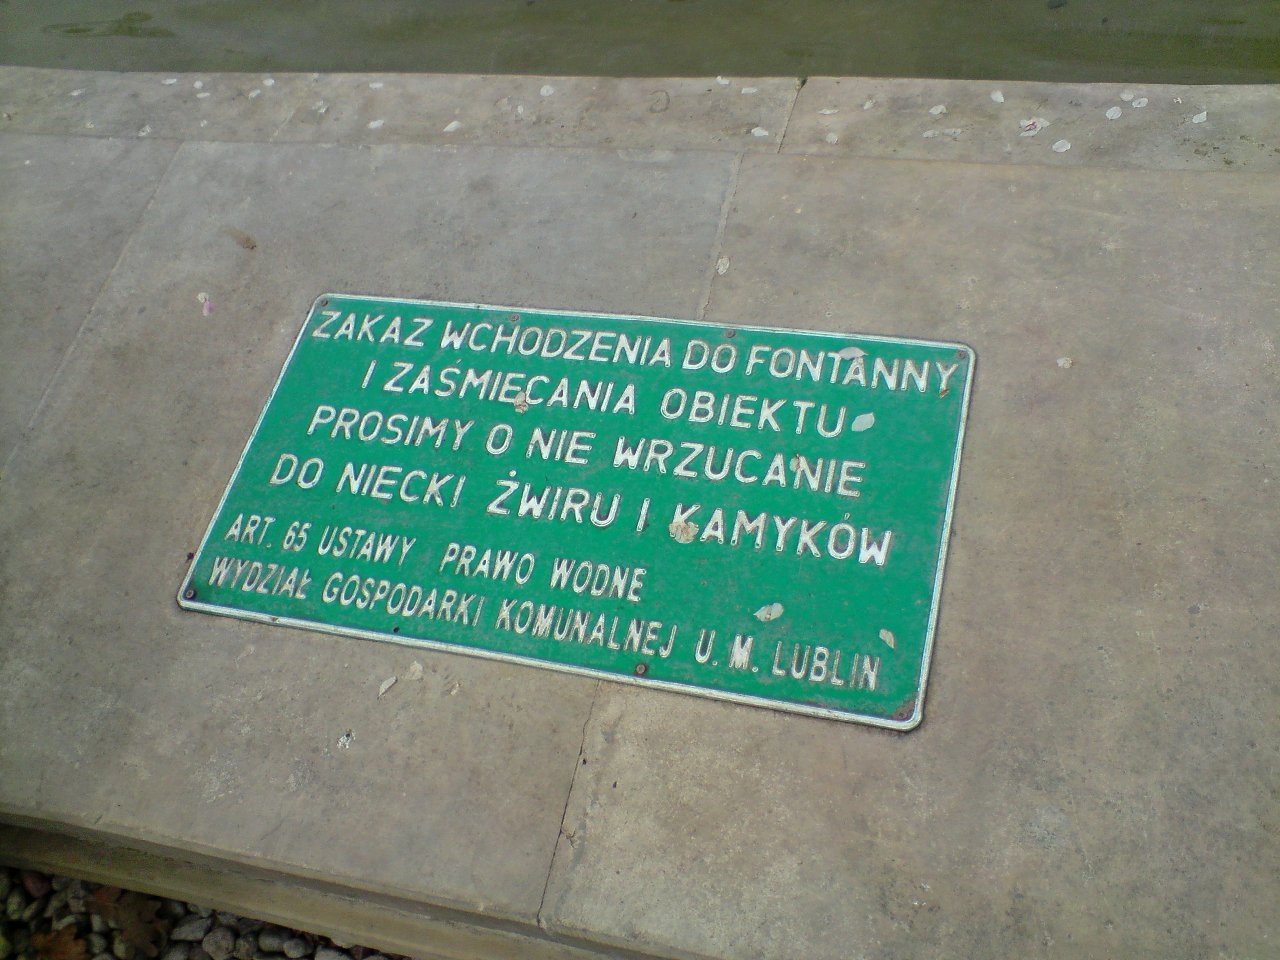 ZAKAZ WCHODZENIA DO FONTANNY
I ZAŚMIECANIA OBIEKTU
PROSIMY O NIE WRZUCANIE
DO NIECKI ŻWIRU I KAMYKÓW
ART. 65 USTAWY PRAWO WODNE
WYDZIAŁ GOSPODARKI KOMUNALNEJ U. M. LUBLIN